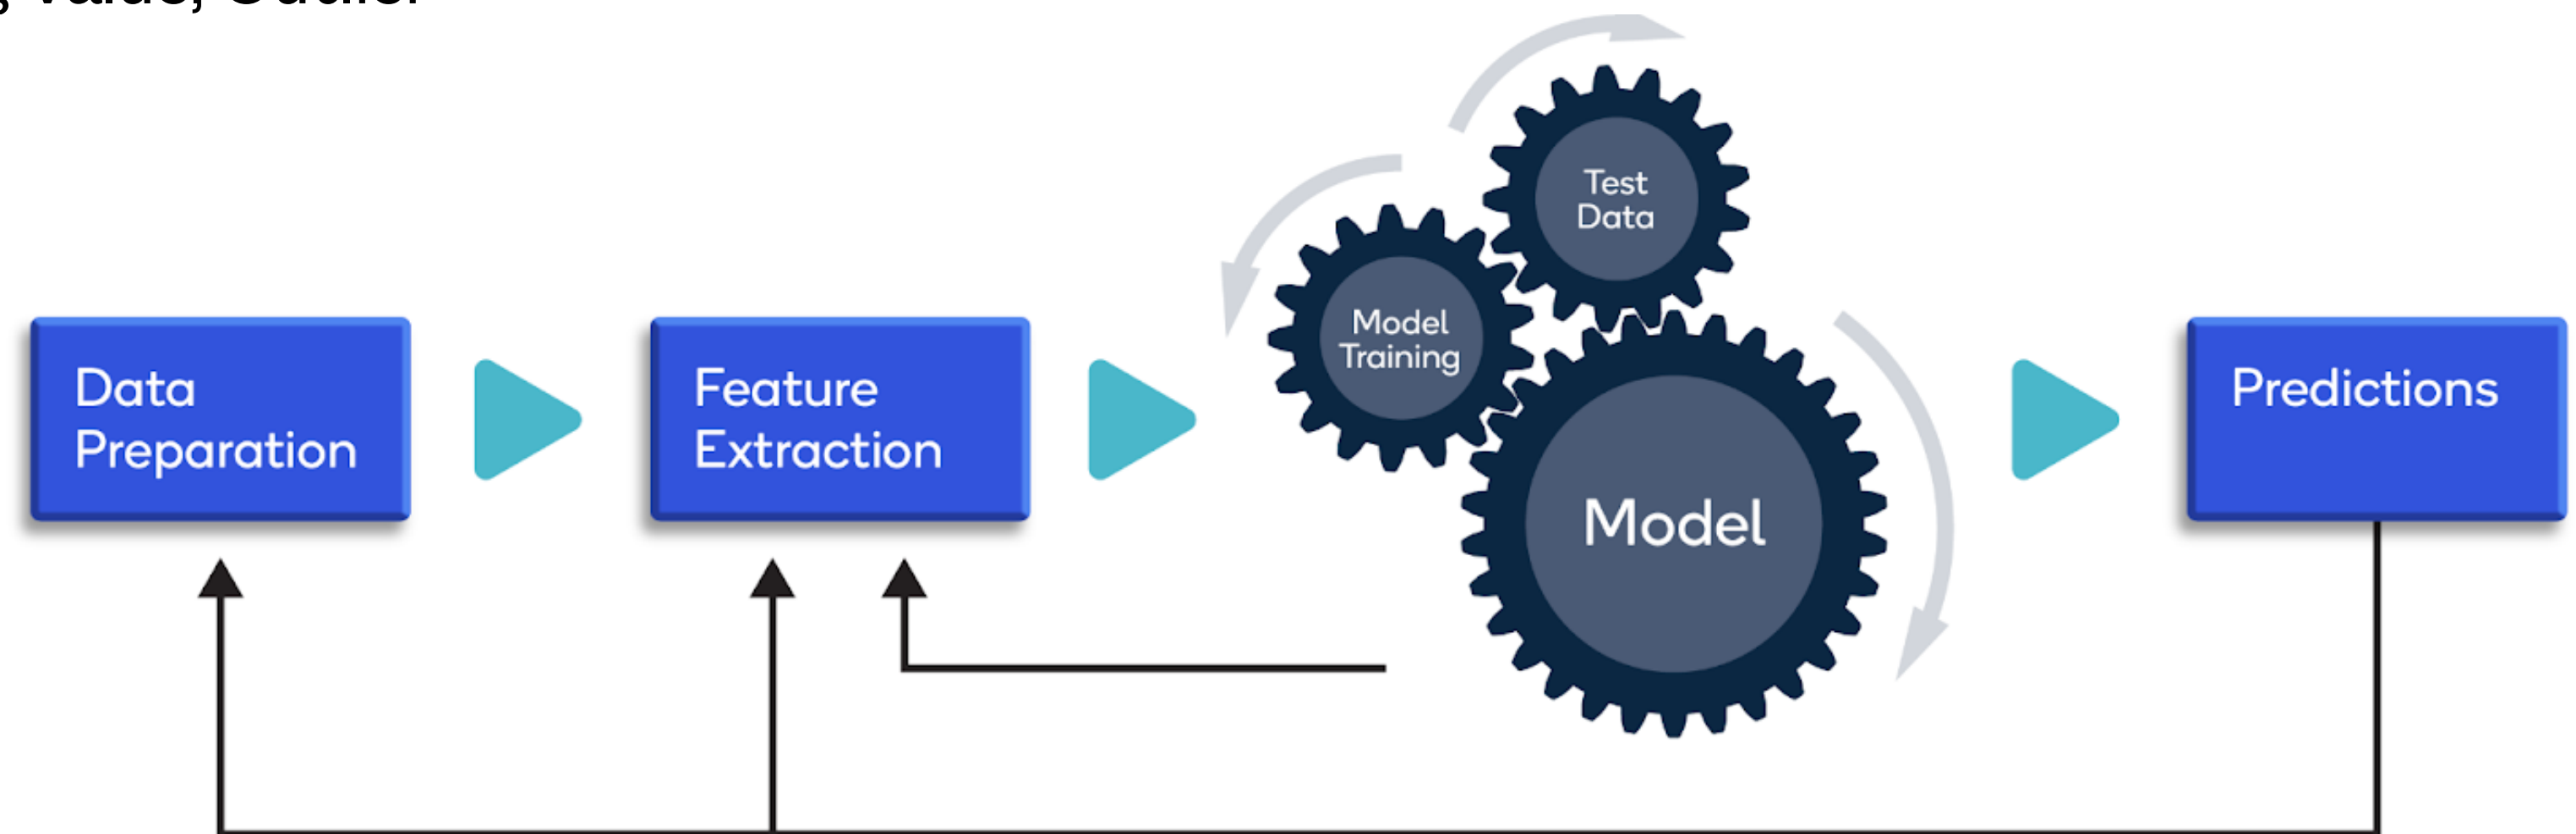 Test
Data
Model
Training
Data
Preparation
Feature
Extraction
Model
Predictions